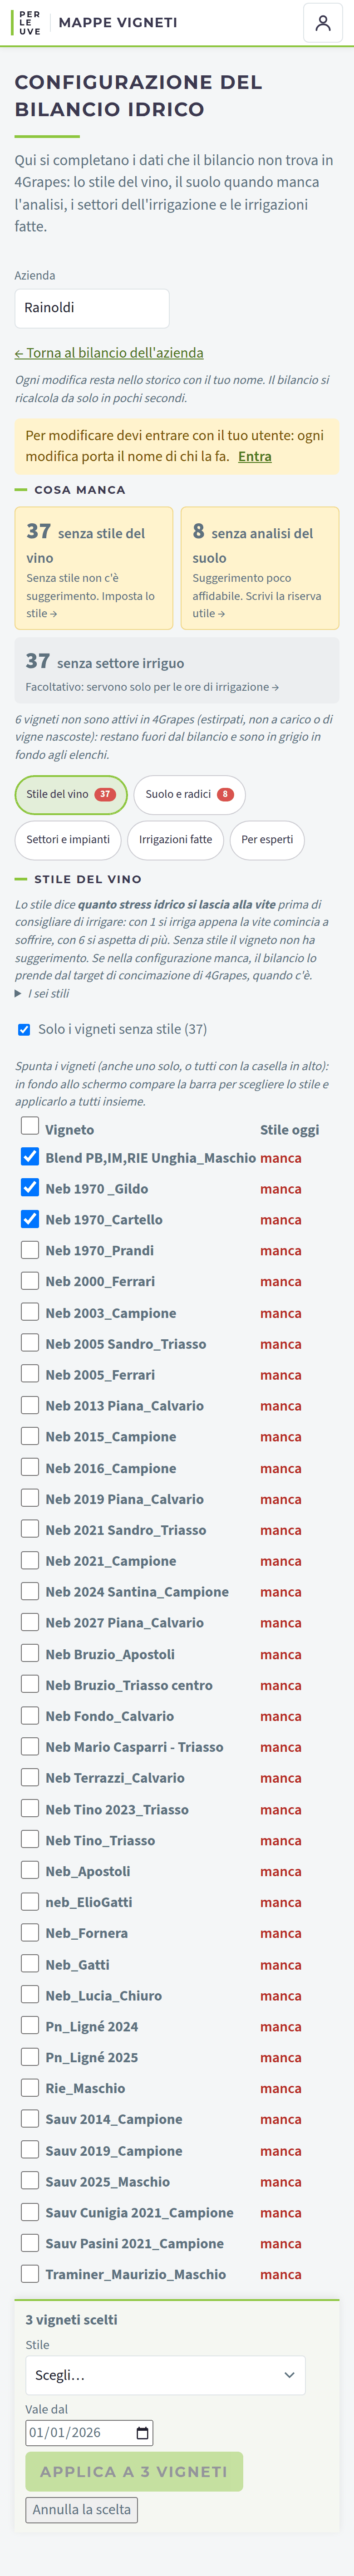 PER
LE
UVE
MAPPE VIGNETI
CONFIGURAZIONE DEL
BILANCIO IDRICO
Qui si completano i dati che il bilancio non trova in
4Grapes: lo stile del vino, il suolo quando manca
l'analisi, i settori dell'irrigazione e le irrigazioni
fatte.
Azienda
Rainoldi
← Torna al bilancio dell'azienda
Ogni modifica resta nello storico con il tuo nome. Il bilancio si
ricalcola da solo in pochi secondi.
Per modificare devi entrare con il tuo utente: ogni
modifica porta il nome di chi la fa. Entra
COSA MANCA
37 senza stile del
vino
Senza stile non c'è
suggerimento. Imposta lo
stile →
8 senza analisi del
suolo
Suggerimento poco
affidabile. Scrivi la riserva
utile →
37 senza settore irriguo
Facoltativo: servono solo per le ore di irrigazione →
6 vigneti non sono attivi in 4Grapes (estirpati, non a carico o di
vigne nascoste): restano fuori dal bilancio e sono in grigio in
fondo agli elenchi.
Stile del vino 37
Suolo e radici 8
Settori e impianti
Irrigazioni fatte
Per esperti
STILE DEL VINO
Lo stile dice quanto stress idrico si lascia alla vite prima di
consigliare di irrigare: con 1 si irriga appena la vite comincia a
soffrire, con 6 si aspetta di più. Senza stile il vigneto non ha
suggerimento. Se nella configurazione manca, il bilancio lo
prende dal target di concimazione di 4Grapes, quando c'è.
▶ I sei stili
Solo i vigneti senza stile (37)
Spunta i vigneti (anche uno solo, o tutti con la casella in alto):
in fondo allo schermo compare la barra per scegliere lo stile e
applicarlo a tutti insieme.
Vigneto Stile oggi
Blend PB,IM,RIE Unghia_Maschio manca
Neb 1970 _Gildo manca
Neb 1970_Cartello manca
Neb 1970_Prandi manca
Neb 2000_Ferrari manca
Neb 2003_Campione manca
Neb 2005 Sandro_Triasso manca
Neb 2005_Ferrari manca
Neb 2013 Piana_Calvario manca
Neb 2015_Campione manca
Neb 2016_Campione manca
Neb 2019 Piana_Calvario manca
Neb 2021 Sandro_Triasso manca
Neb 2021_Campione manca
Neb 2024 Santina_Campione manca
Neb 2027 Piana_Calvario manca
Neb Bruzio_Apostoli manca
Neb Bruzio_Triasso centro manca
Neb Fondo_Calvario manca
Neb Mario Casparri - Triasso manca
Neb Terrazzi_Calvario manca
Neb Tino 2023_Triasso manca
Neb Tino_Triasso manca
Neb_Apostoli manca
neb_ElioGatti manca
Neb_Fornera manca
Neb_Gatti manca
Neb_Lucia_Chiuro manca
Pn_Ligné 2024 manca
Pn_Ligné 2025 manca
Rie_Maschio manca
Sauv 2014_Campione manca
Sauv 2019_Campione manca
Sauv 2025_Maschio manca
Sauv Cunigia 2021_Campione manca
Sauv Pasini 2021_Campione manca
Traminer_Maurizio_Maschio manca
3 vigneti scelti
Stile
Scegli…
Vale dal
01/01/2026
APPLICA A 3 VIGNETI
Annulla la scelta